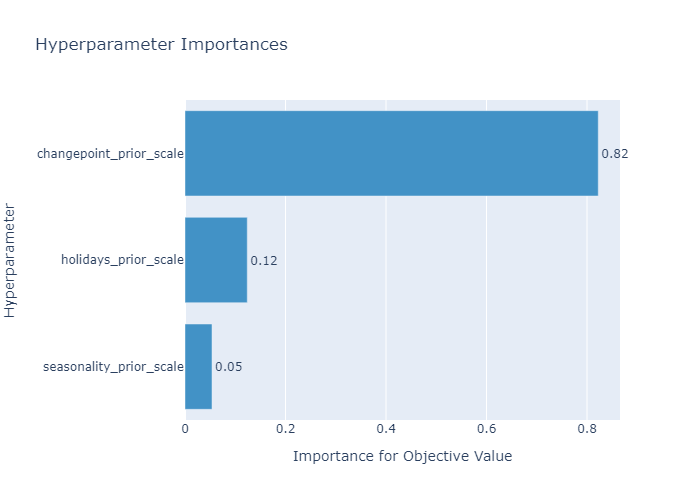 Hyperparameter Importances
Hyperparameter
changepoint_prior_scale
0.82
holidays_prior_scale
0.12
seasonality_prior_scale
0.05
0 0.2 0.4 0.6 0.8
Importance for Objective Value